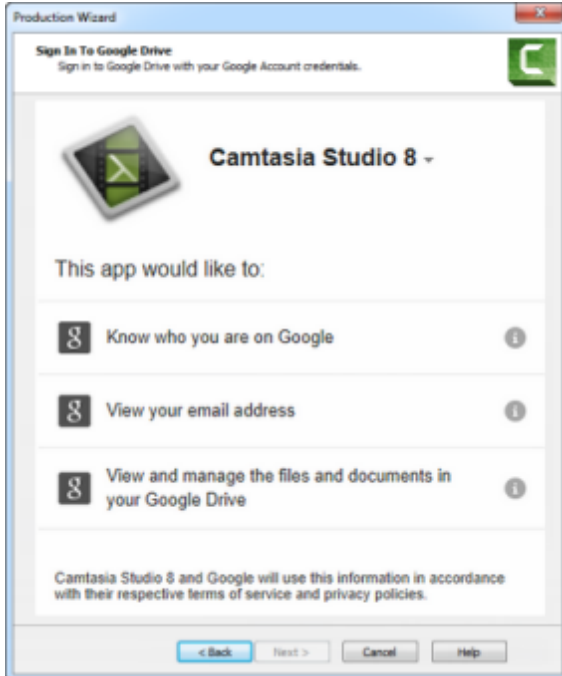 Production Wizard
Sign In To Google Drive
Sign in to Google Drive with your Google Account credentials.
Camtasia Studio 8
This app would like to:
Know who you are on Google
View your email address
View and manage the files and documents in
your Google Drive
Camtasia Studio 8 and Google will use this information in accordance
with their respective terms of service and privacy policies.
< Back Next > Cancel Help